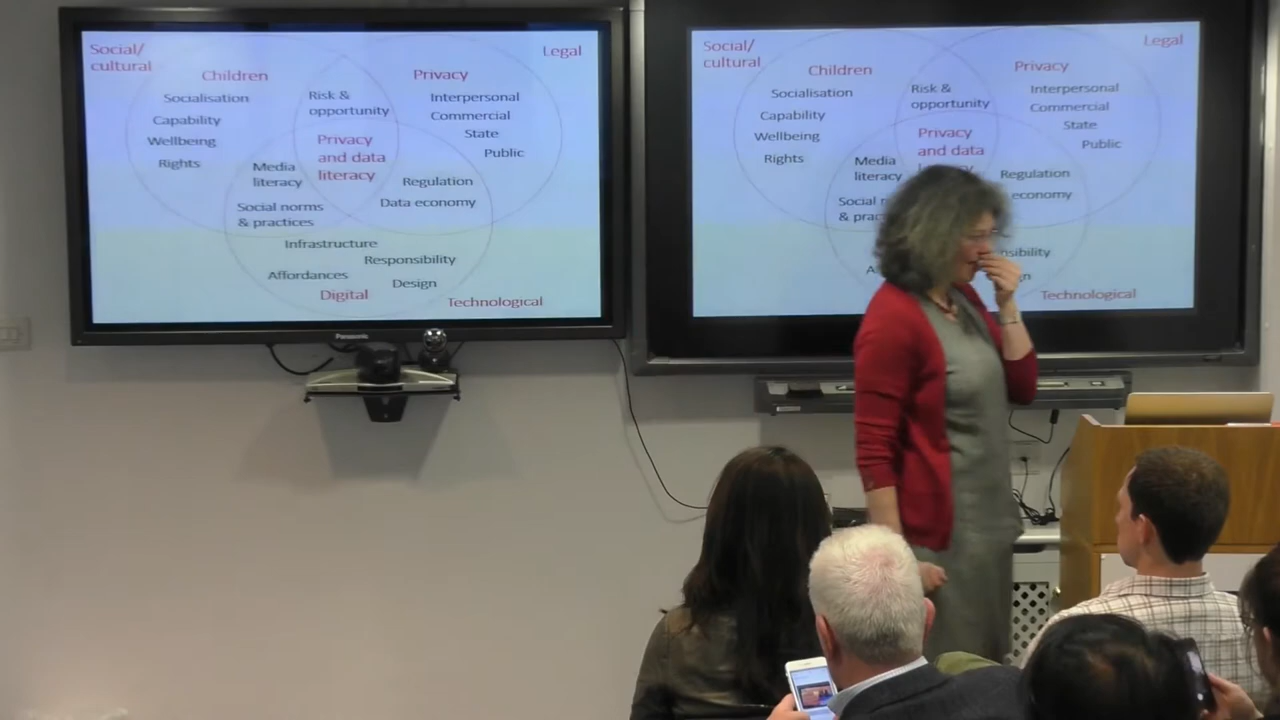 Social/
cultural
Legal
Children
Privacy
Socialisation
Risk &
opportunity
Interpersonal
Capability
Commercial
Wellbeing
Privacy
and data
literacy
State
Rights
Public
Media
literacy
Regulation
Social norms
& practices
Data economy
Infrastructure
Responsibility
Affordances
Design
Digital
Technological
Panasonic
Social/
cultural
Legal
Children
Privacy
Socialisation
Risk &
opportunity
Interpersonal
Capability
Commercial
Wellbeing
Privacy
and data
State
Rights
Public
Media
literacy
Regulation
Social
&
economy
Technological